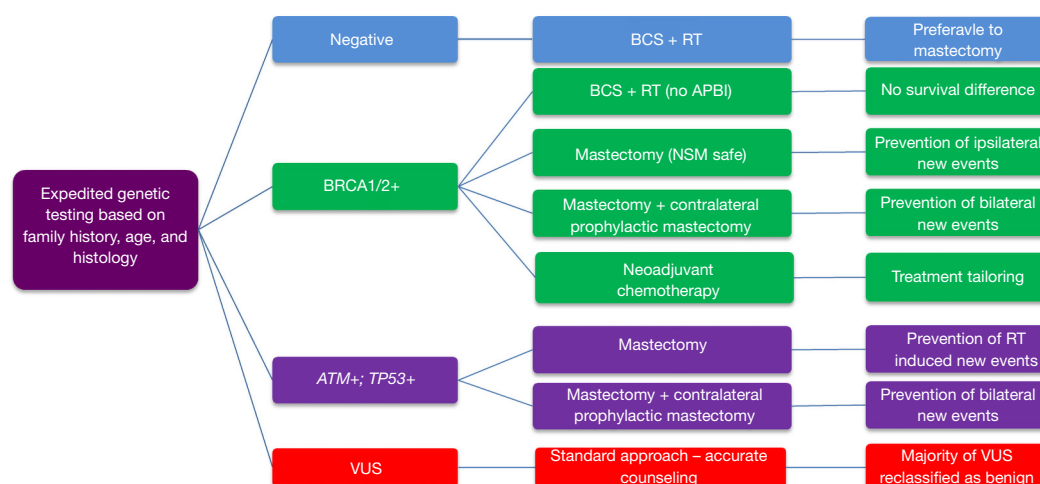 Expedited genetic
testing based on
family history, age, and
histology
Negative
BCS + RT
Preferavle to
mastectomy
BRCA1/2+
BCS + RT (no APBI)
No survival difference
Mastectomy (NSM safe)
Prevention of ipsilateral
new events
Mastectomy + contralateral
prophylactic mastectomy
Prevention of bilateral
new events
Neoadjuvant
chemotherapy
Treatment tailoring
ATM+; TP53+
Mastectomy
Prevention of RT
induced new events
Mastectomy + contralateral
prophylactic mastectomy
Prevention of bilateral
new events
VUS
Standard approach – accurate
counseling
Majority of VUS
reclassified as benign